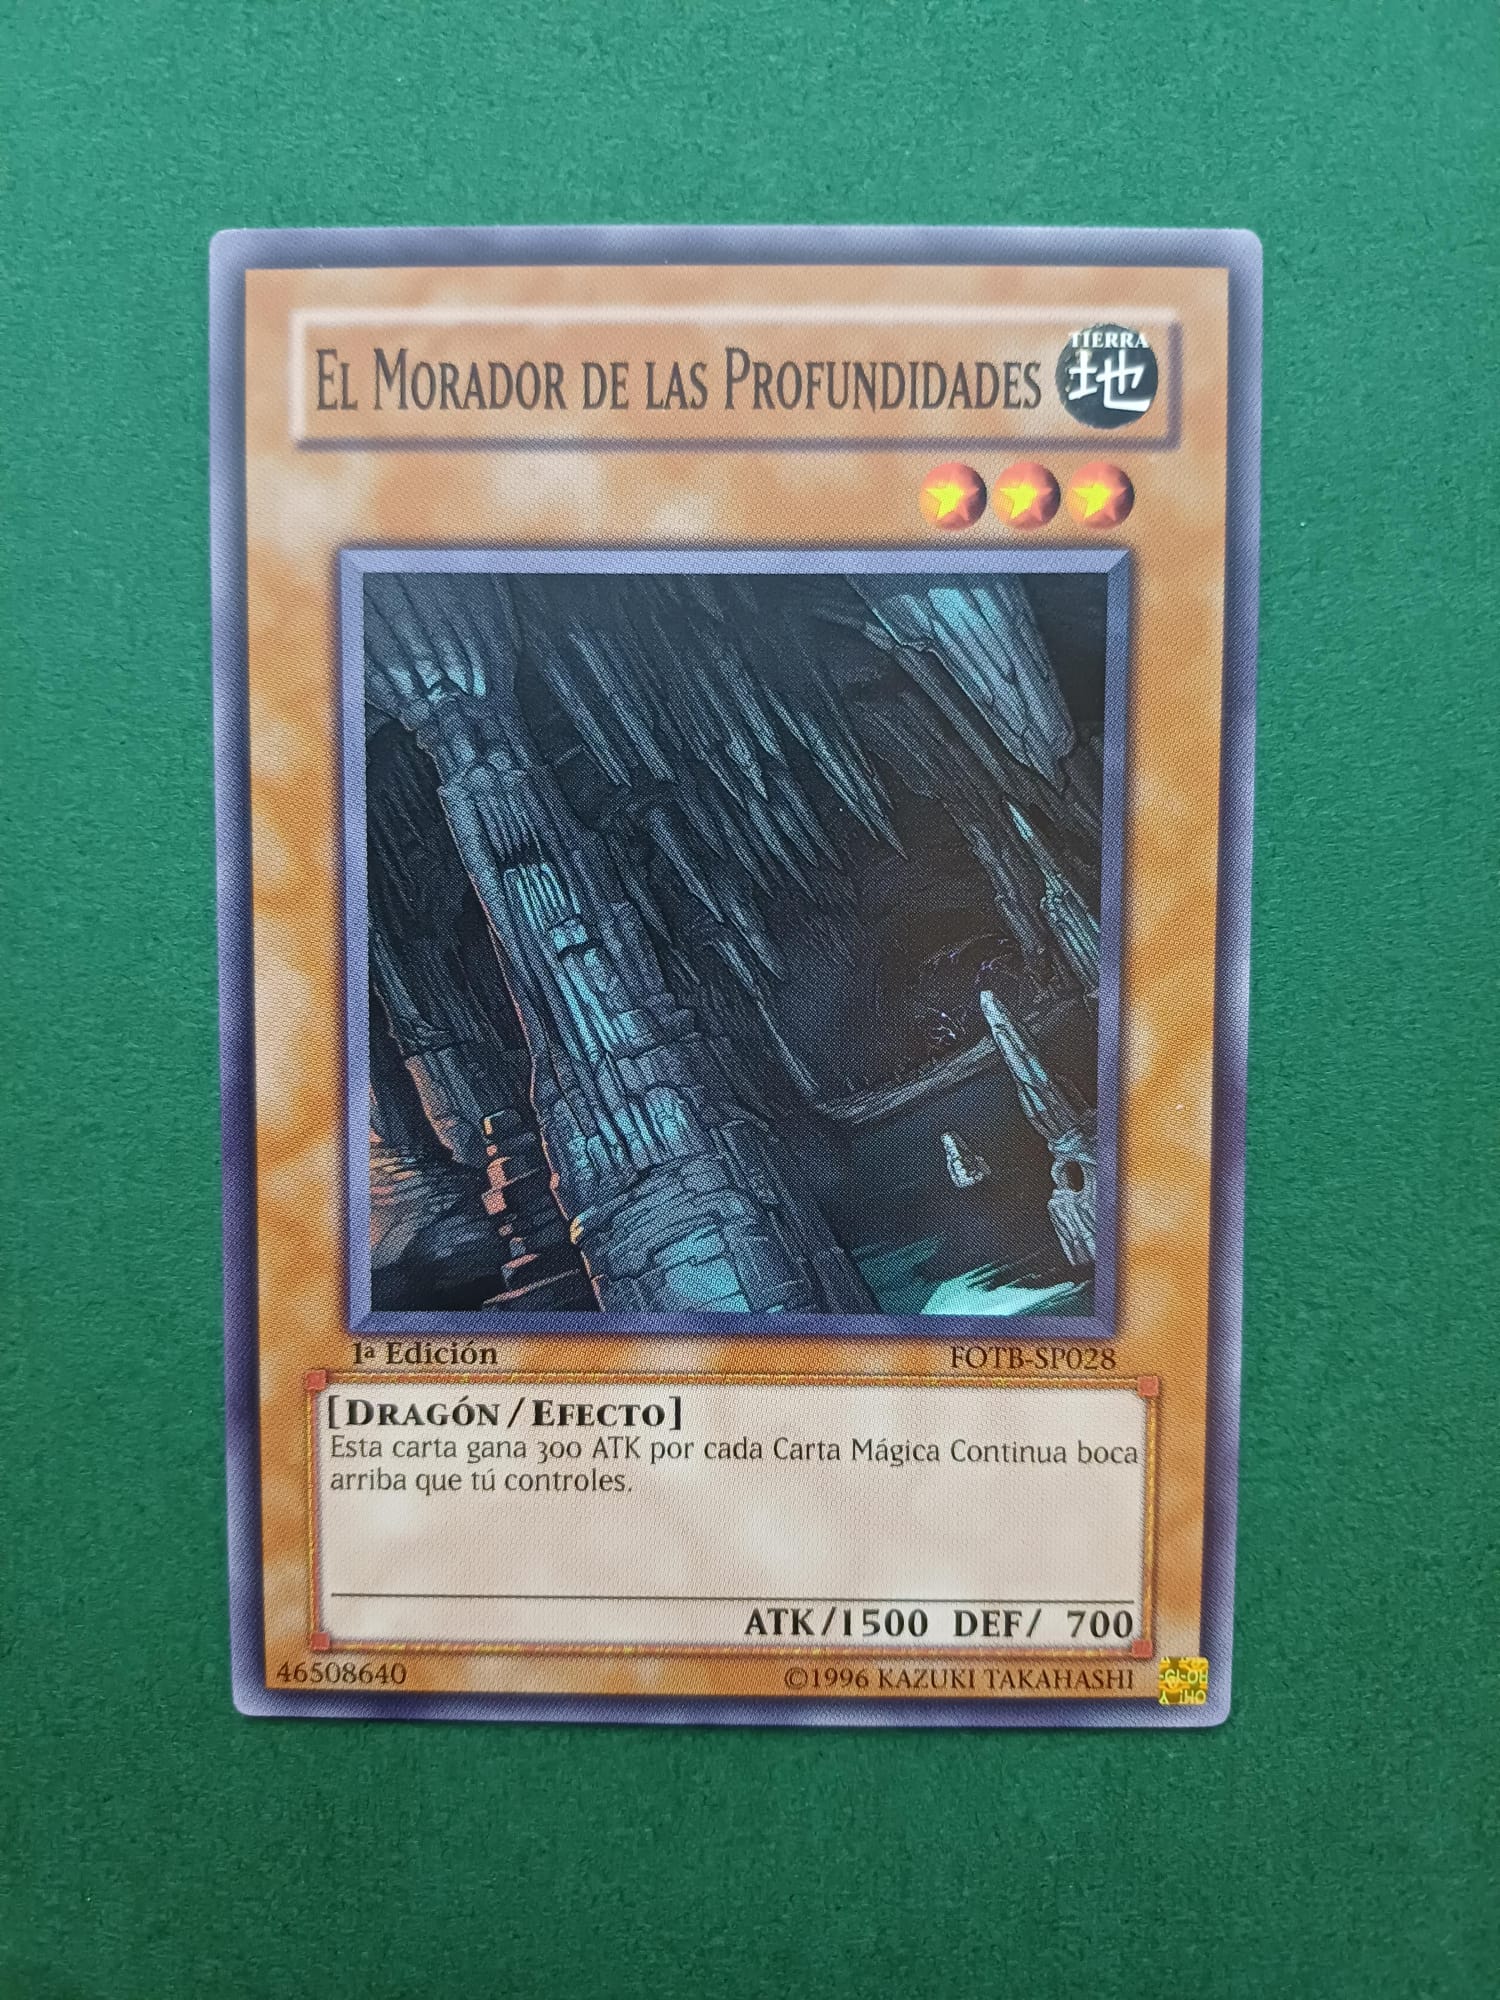 EL MORADOR DE LAS PROFUNDIDADES
TIERRA
地
1ª Edición
FOTB-SP028
[DRAGÓN/EFECTO]
Esta carta gana 300 ATK por cada Carta Mágica Continua boca
arriba que tú controles.
ATK/1500 DEF/ 700
46508640
©1996 KAZUKI TAKAHASHI